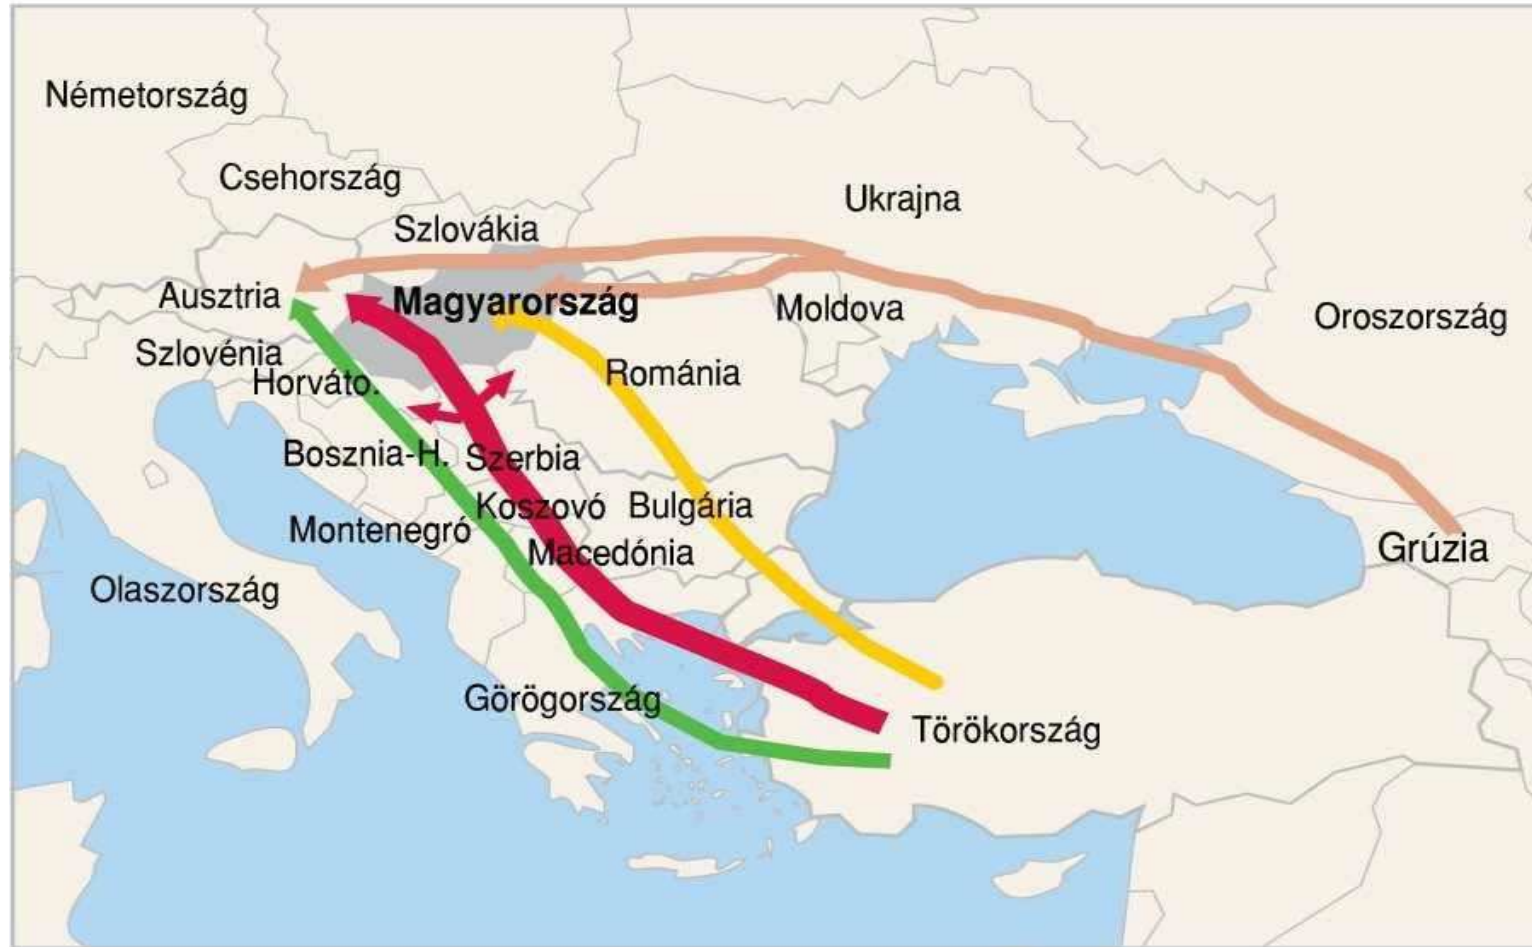 Németország
Csehország
Ukrajna
Szlovákia
Ausztria
Magyarország
Moldova
Oroszország
Szlovénia
Horváto.
Románia
Bosznia-H.
Szerbia
Koszovó
Bulgária
Montenegró
Macedónia
Grúzia
Olaszország
Görögország
Törökország